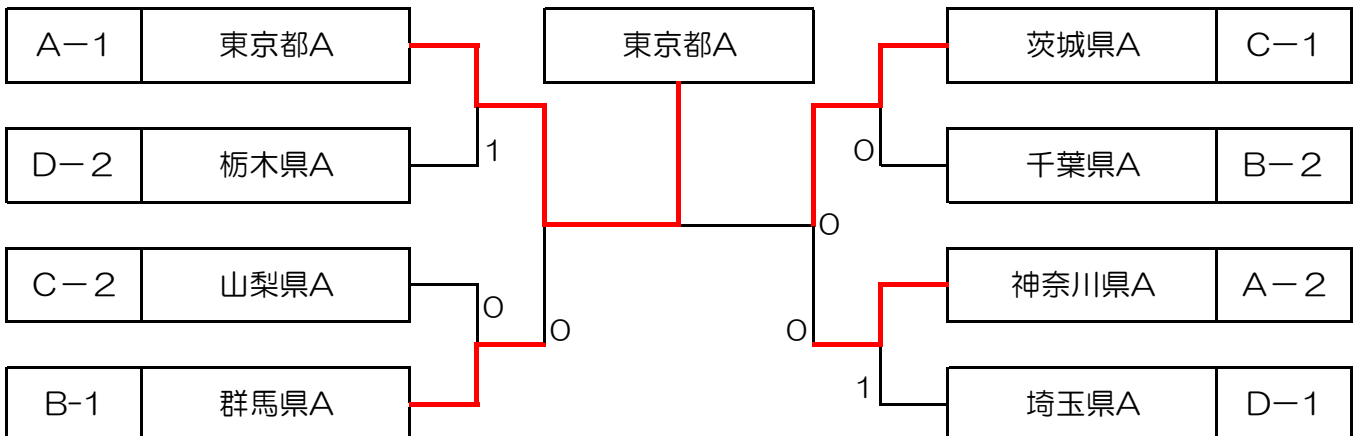 A－1 東京都A 東京都A 茨城県A C－1
D－2 栃木県A 1 0 千葉県A B－2
0
C－2 山梨県A 0 神奈川県A A－2
0 0
B-1 群馬県A 1 埼玉県A D－1